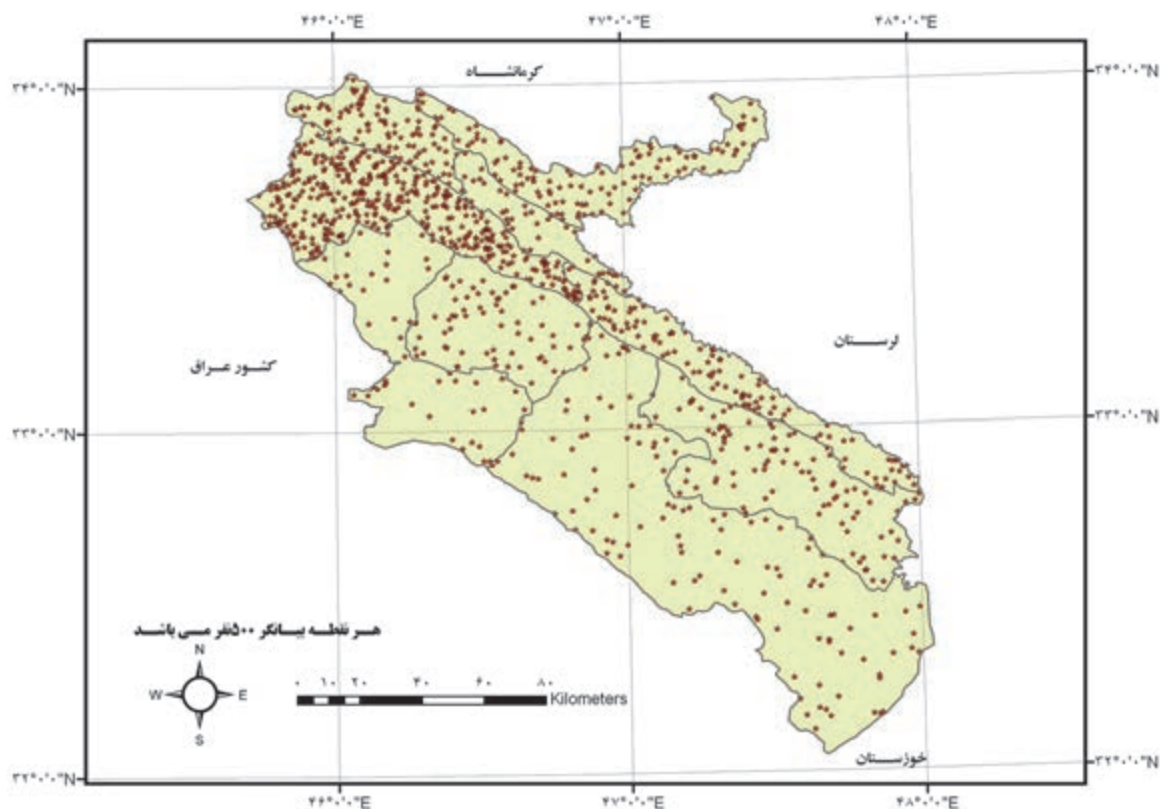 ۴۶°۰'۰"E ۴۷°۰'۰"E ۴۸°۰'۰"E
۳۴°۰'۰"N ۳۴°۰'۰"N
کرمانشاه
لرستان
کشور عراق
۳۳°۰'۰"N ۳۳°۰'۰"N
هر نقطه بیانگر ۵۰۰نفر می باشد
N
W E
S
۰ ۱۰ ۲۰ ۴۰ ۶۰ ۸۰
Kilometers
خوزستان
۳۲°۰'۰"N ۳۲°۰'۰"N
۴۶°۰'۰"E ۴۷°۰'۰"E ۴۸°۰'۰"E